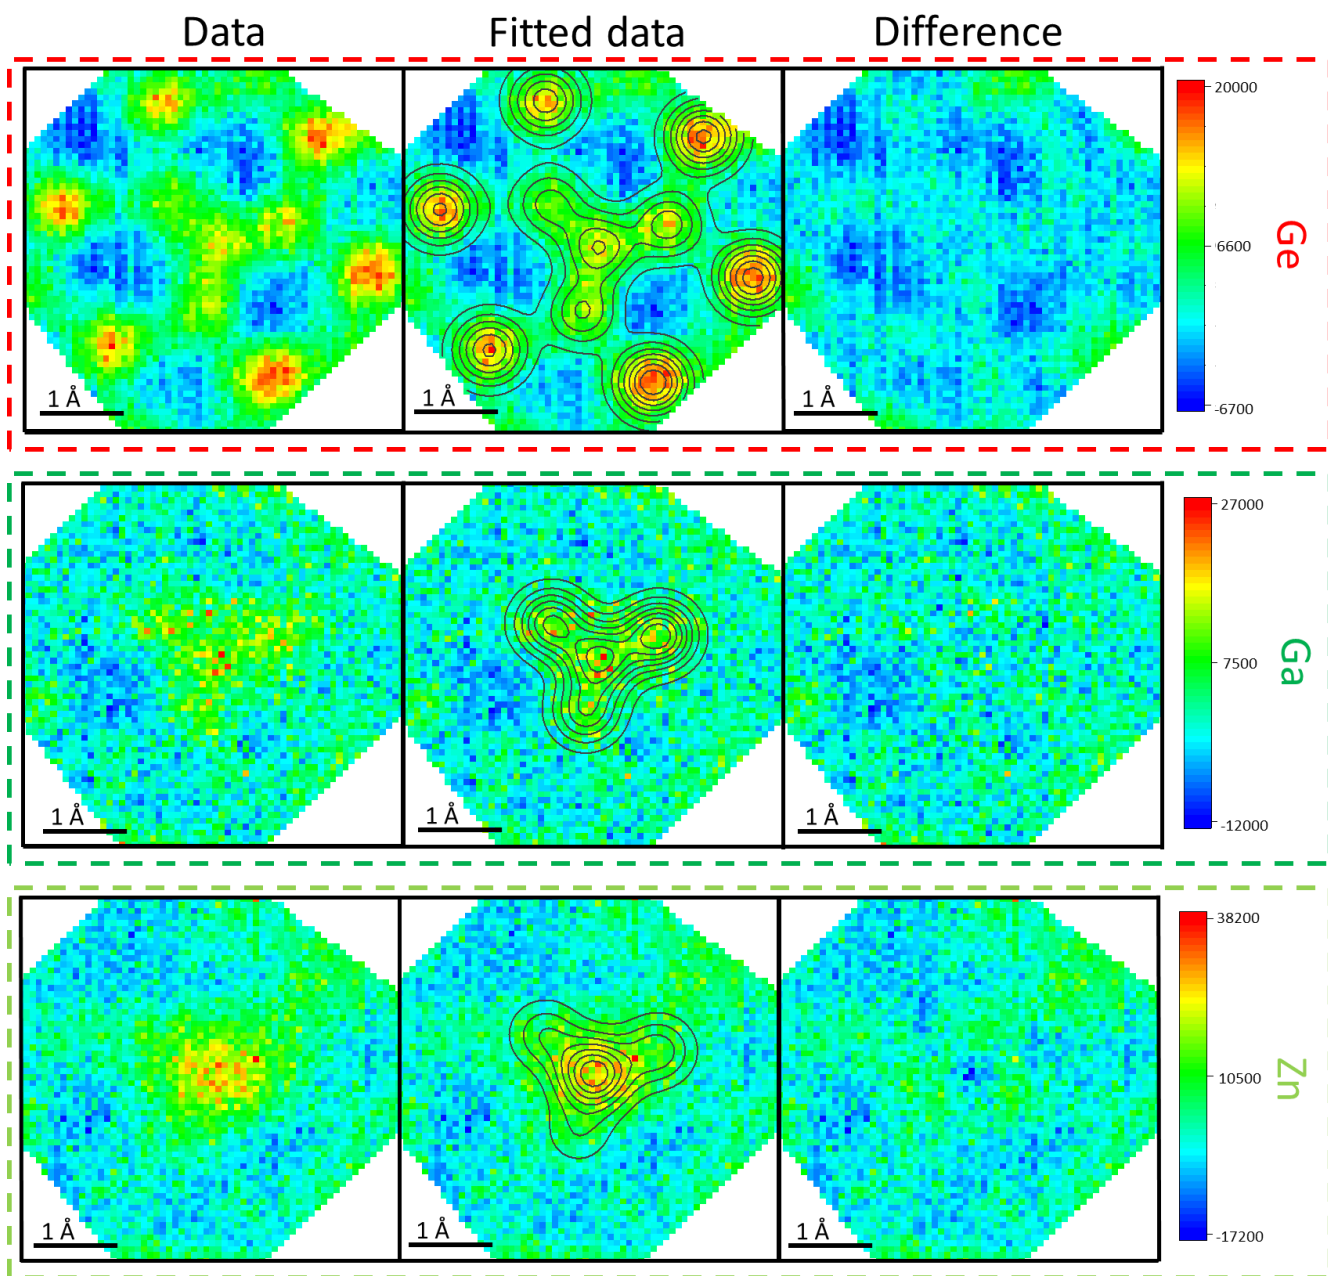 Data Fitted data Difference
20000
6600
-6700
Ge
1 Å 1 Å 1 Å
27000
7500
-12000
Ga
1 Å 1 Å 1 Å
38200
10500
-17200
Zn
1 Å 1 Å 1 Å